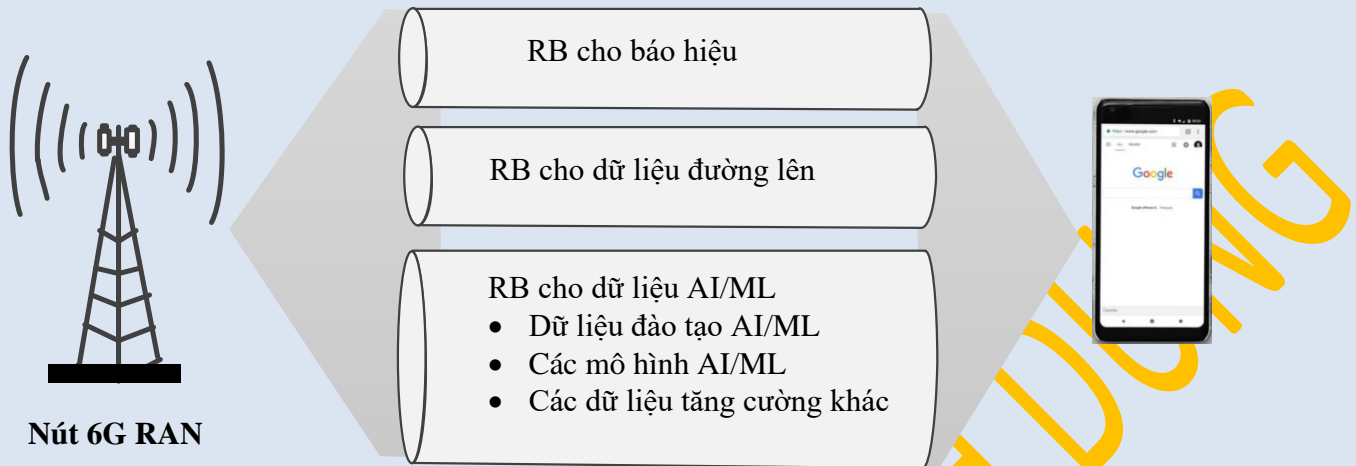 RB cho báo hiệu
RB cho dữ liệu đường lên
RB cho dữ liệu AI/ML
• Dữ liệu đào tạo AI/ML
• Các mô hình AI/ML
• Các dữ liệu tăng cường khác
Nút 6G RAN
Google